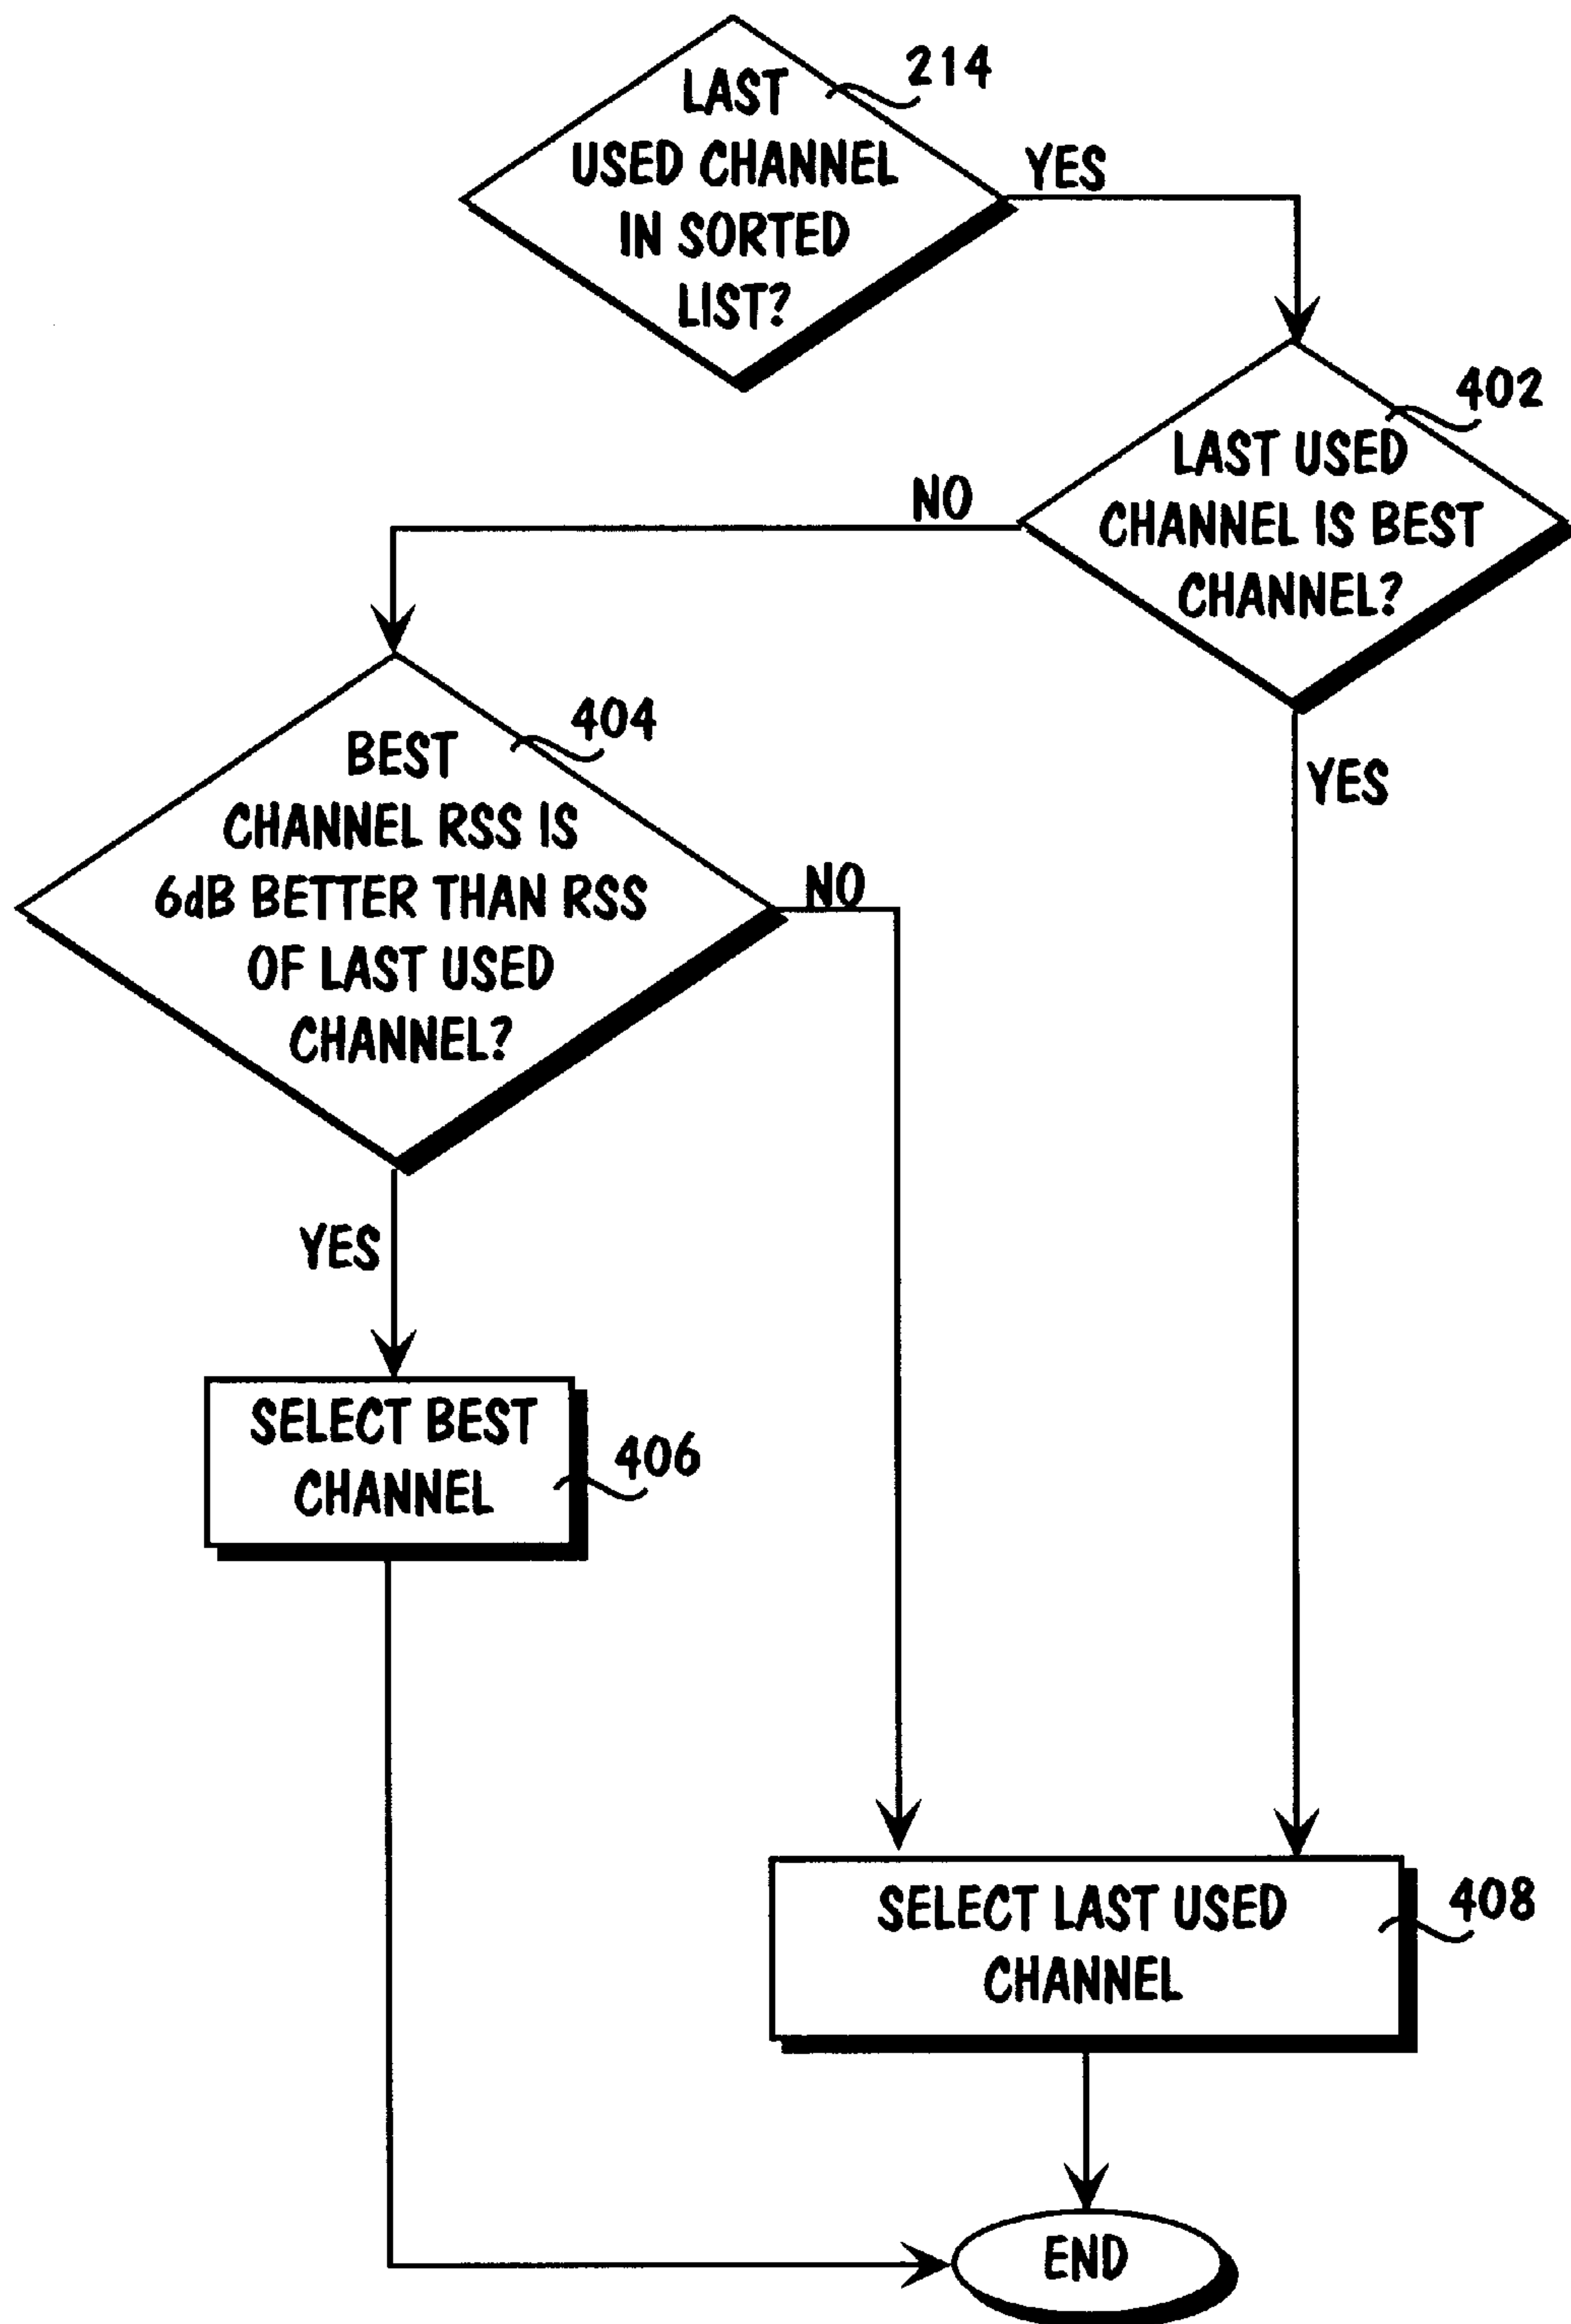 214
LAST
USED CHANNEL
IN SORTED
LIST?
YES
402
LAST USED
CHANNEL IS BEST
CHANNEL?
NO
YES
404
BEST
CHANNEL RSS IS
6dB BETTER THAN RSS
OF LAST USED
CHANNEL?
NO
YES
SELECT BEST
CHANNEL
406
SELECT LAST USED
CHANNEL
408
END